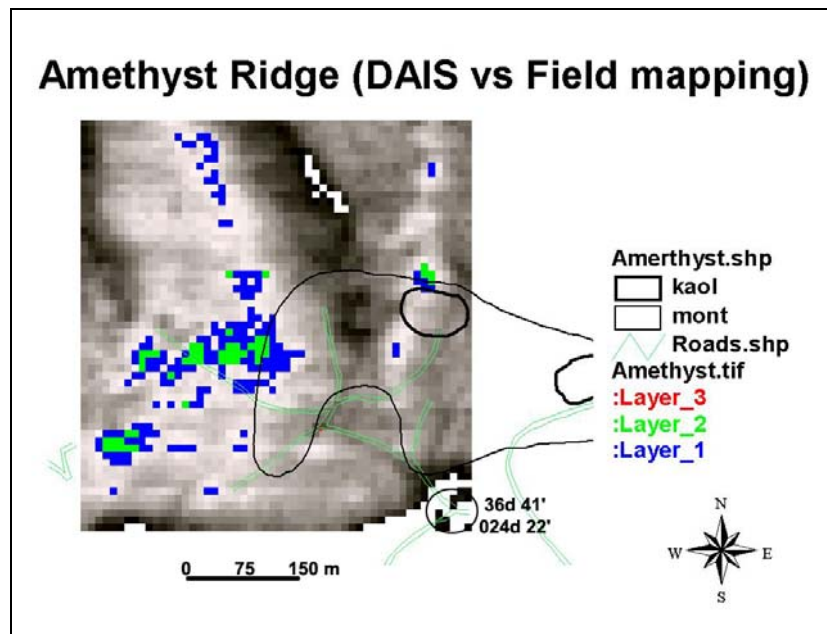 Amethyst Ridge (DAIS vs Field mapping)
Amerthyst.shp
kaol
mont
Roads.shp
Amethyst.tif
:Layer_3
:Layer_2
:Layer_1
36d 41'
024d 22'
0 75 150 m
N
W E
S